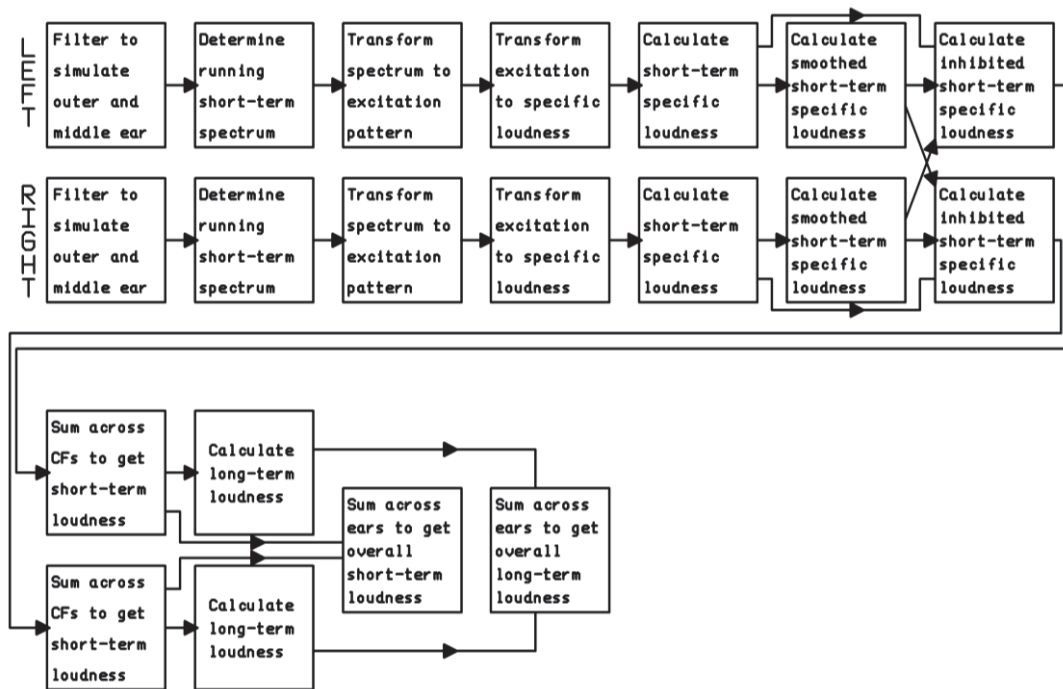 LEFT
Filter to
simulate
outer and
middle ear
Determine
running
short-term
spectrum
Transform
spectrum to
excitation
pattern
Transform
excitation
to specific
loudness
Calculate
short-term
specific
loudness
Calculate
smoothed
short-term
specific
loudness
Calculate
inhibited
short-term
specific
loudness
RIGHT
Filter to
simulate
outer and
middle ear
Determine
running
short-term
spectrum
Transform
spectrum to
excitation
pattern
Transform
excitation
to specific
loudness
Calculate
short-term
specific
loudness
Calculate
smoothed
short-term
specific
loudness
Calculate
inhibited
short-term
specific
loudness
Sum across
CFs to get
short-term
loudness
Calculate
long-term
loudness
Sum across
ears to get
overall
short-term
loudness
Sum across
ears to get
overall
long-term
loudness
Sum across
CFs to get
short-term
loudness
Calculate
long-term
loudness